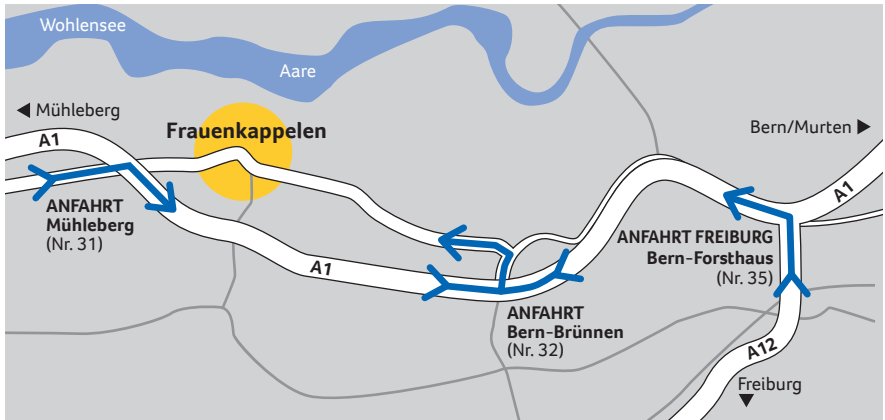 Wohlensee
Aare
◀ Mühleberg
A1
Frauenkappelen
Bern/Murten ▶
A1
ANFAHRT
Mühleberg
(Nr. 31)
A1
ANFAHRT FREIBURG
Bern-Forsthaus
(Nr. 35)
ANFAHRT
Bern-Brünnen
(Nr. 32)
A12
Freiburg
▼